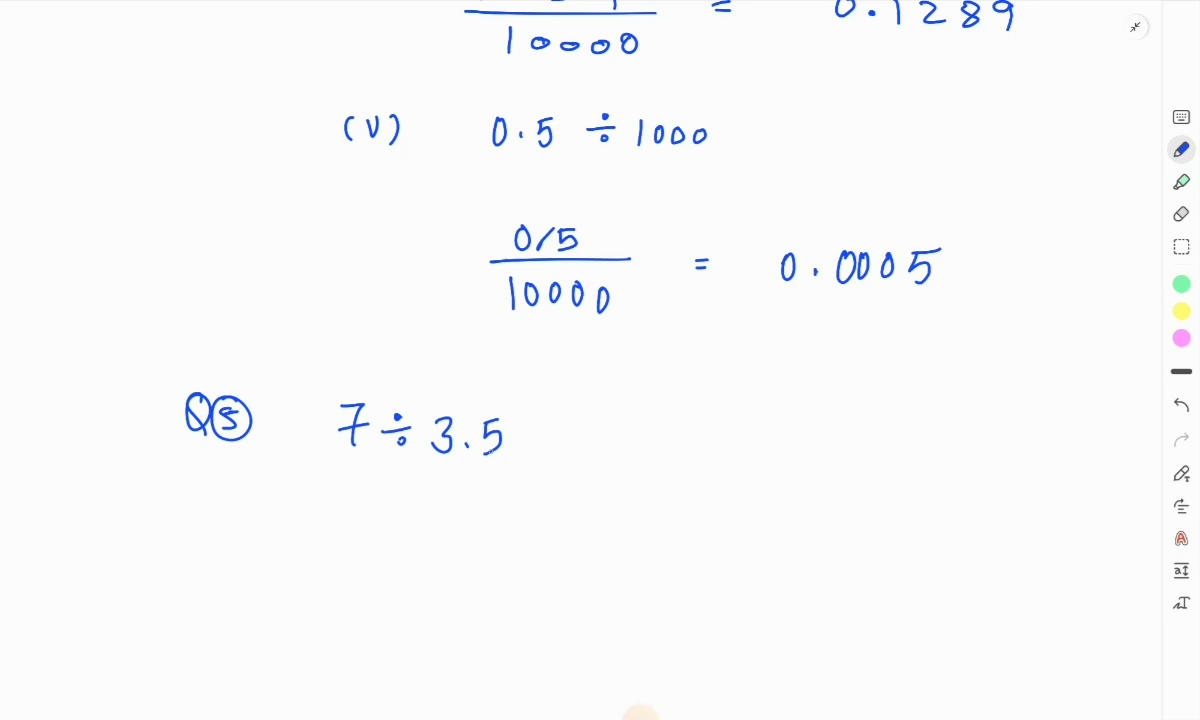 10000 = 0.1289
(V) 0.5 ÷ 1000
0/5
10000 = 0.0005
Q5 7 ÷ 3.5